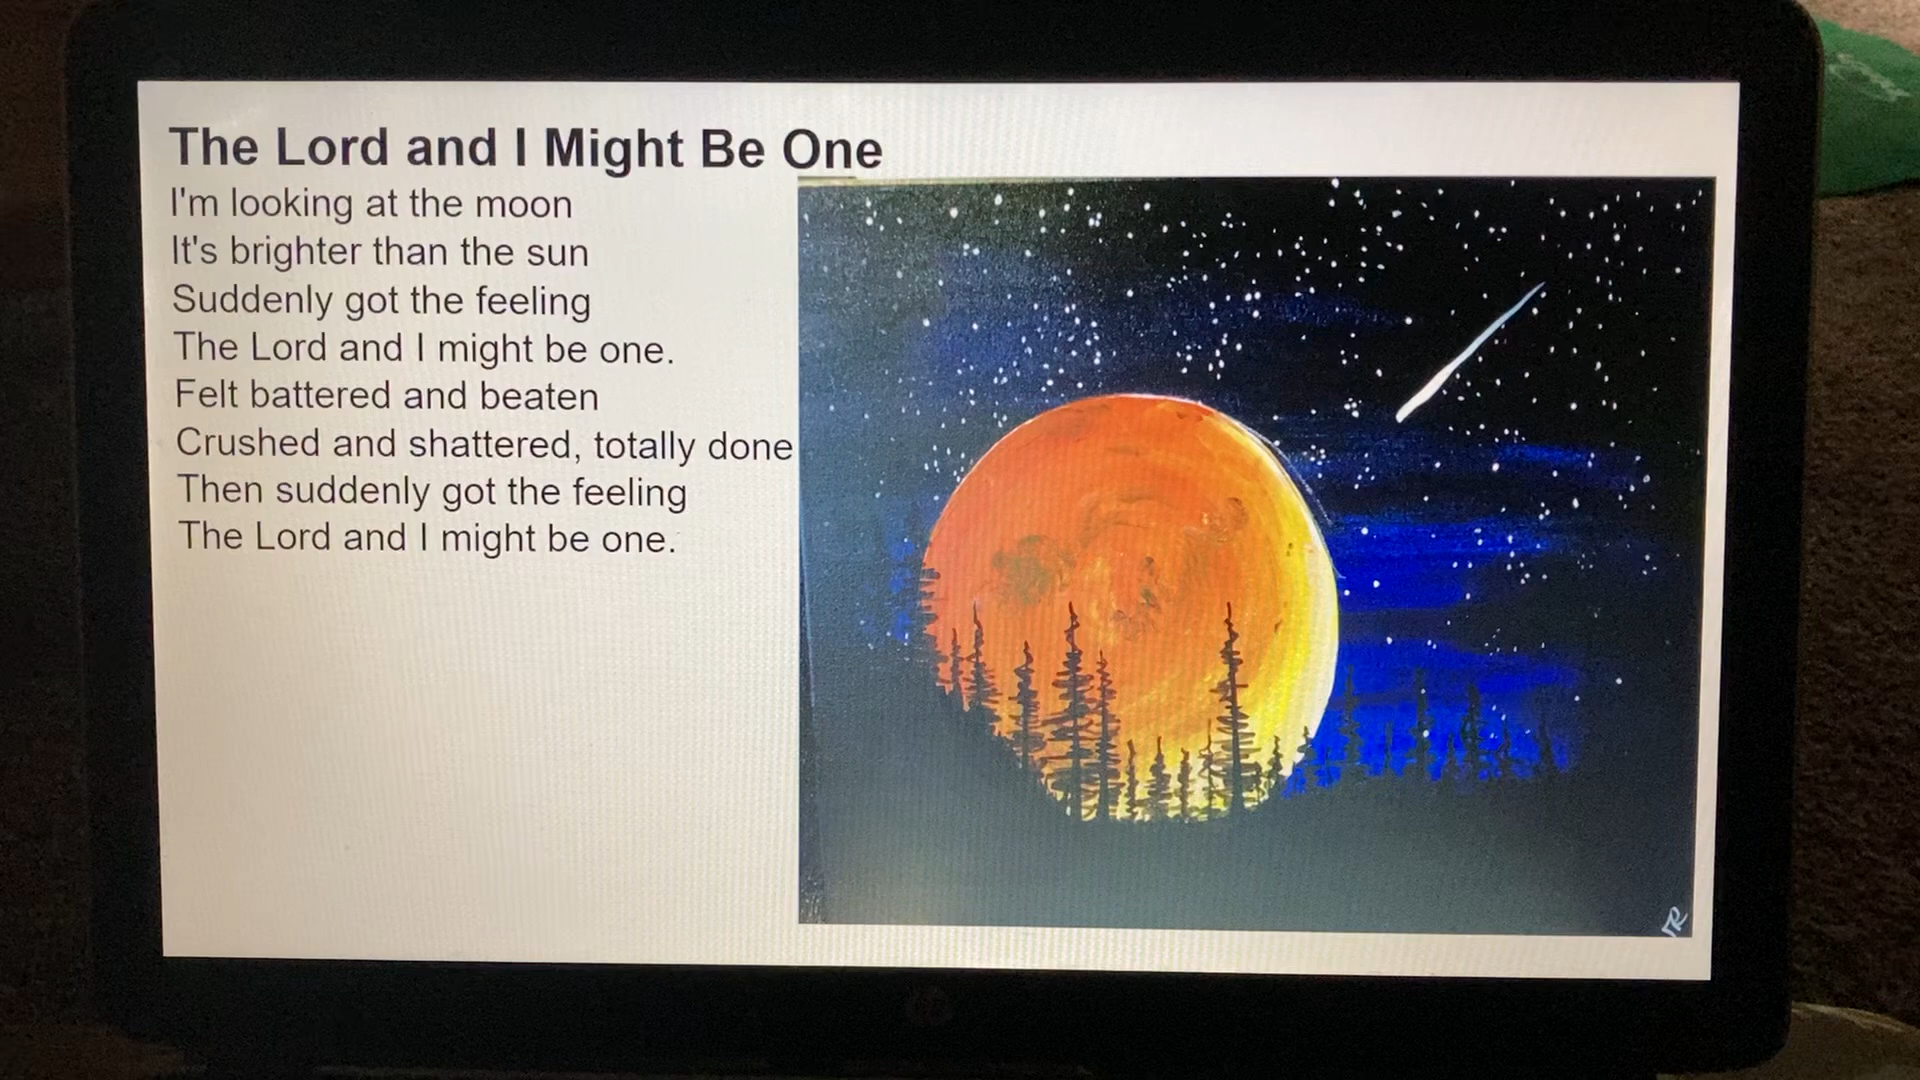 The Lord and I Might Be One
I'm looking at the moon
It's brighter than the sun
Suddenly got the feeling
The Lord and I might be one.
Felt battered and beaten
Crushed and shattered, totally done
Then suddenly got the feeling
The Lord and I might be one.